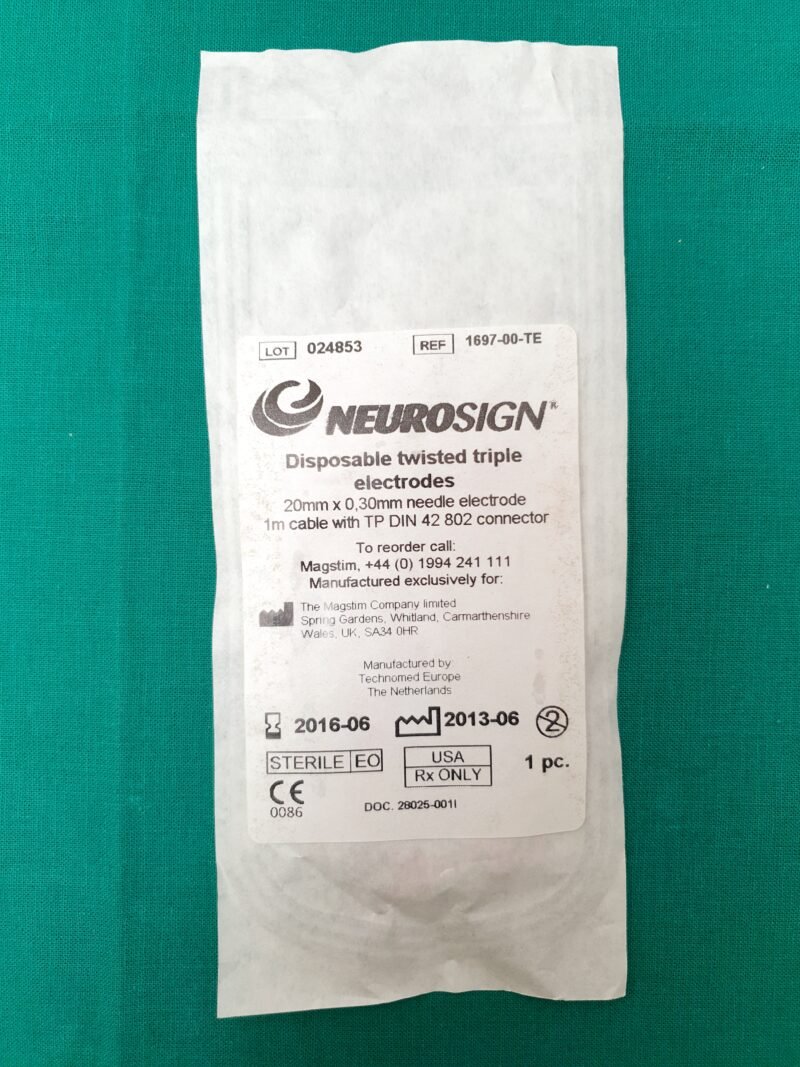 LOT 024853 REF 1697-00-TE
NEUROSIGN®
Disposable twisted triple
electrodes
20mm x 0,30mm needle electrode
1m cable with TP DIN 42 802 connector
To reorder call:
Magstim, +44 (0) 1994 241 111
Manufactured exclusively for:
The Magstim Company limited
Spring Gardens, Whitland, Carmarthenshire
Wales, UK, SA34 0HR
Manufactured by
Technomed Europe
The Netherlands
2016-06 2013-06 2
STERILE EO USA 1 pc.
Rx ONLY
CE
0086 DOC. 28025-001I